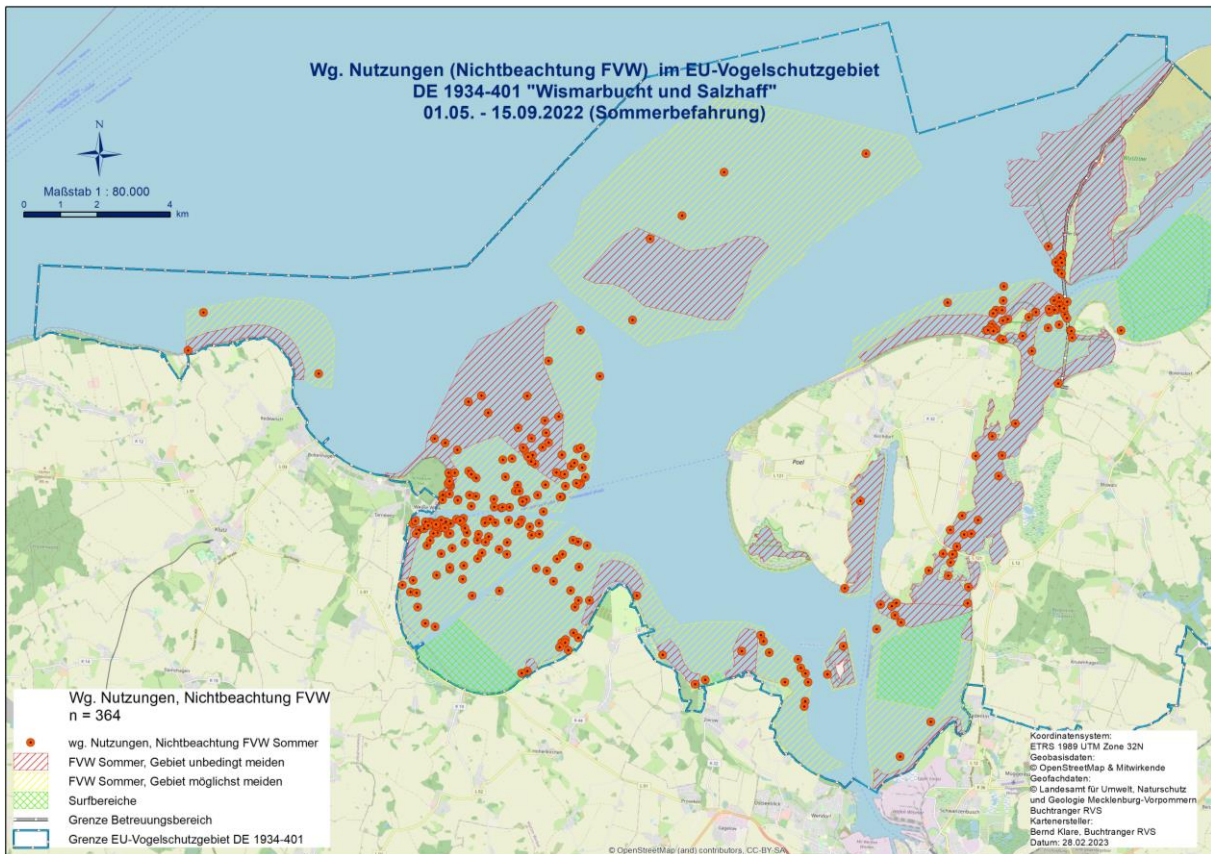 Wg. Nutzungen (Nichtbeachtung FVW) im EU-Vogelschutzgebiet
DE 1934-401 "Wismarbucht und Salzhaff"
01.05. - 15.09.2022 (Sommerbefahrung)
N
Maßstab 1 : 80.000
0 1 2 4
km
Poel
Wg. Nutzungen, Nichtbeachtung FVW
n = 364
wg. Nutzungen, Nichtbeachtung FVW Sommer
FVW Sommer, Gebiet unbedingt meiden
FVW Sommer, Gebiet möglichst meiden
Surfbereiche
Grenze Betreuungsbereich
Grenze EU-Vogelschutzgebiet DE 1934-401
Koordinatensystem:
ETRS 1989 UTM Zone 32N
Geobasisdaten:
© OpenStreetMap & Mitwirkende
Geofachdaten:
© Landesamt für Umwelt, Naturschutz
und Geologie Mecklenburg-Vorpommern
Buchtranger RVS
Kartenersteller:
Bernd Klare, Buchtranger RVS
Datum: 28.02.2023
© OpenStreetMap (and) contributors, CC-BY-SA